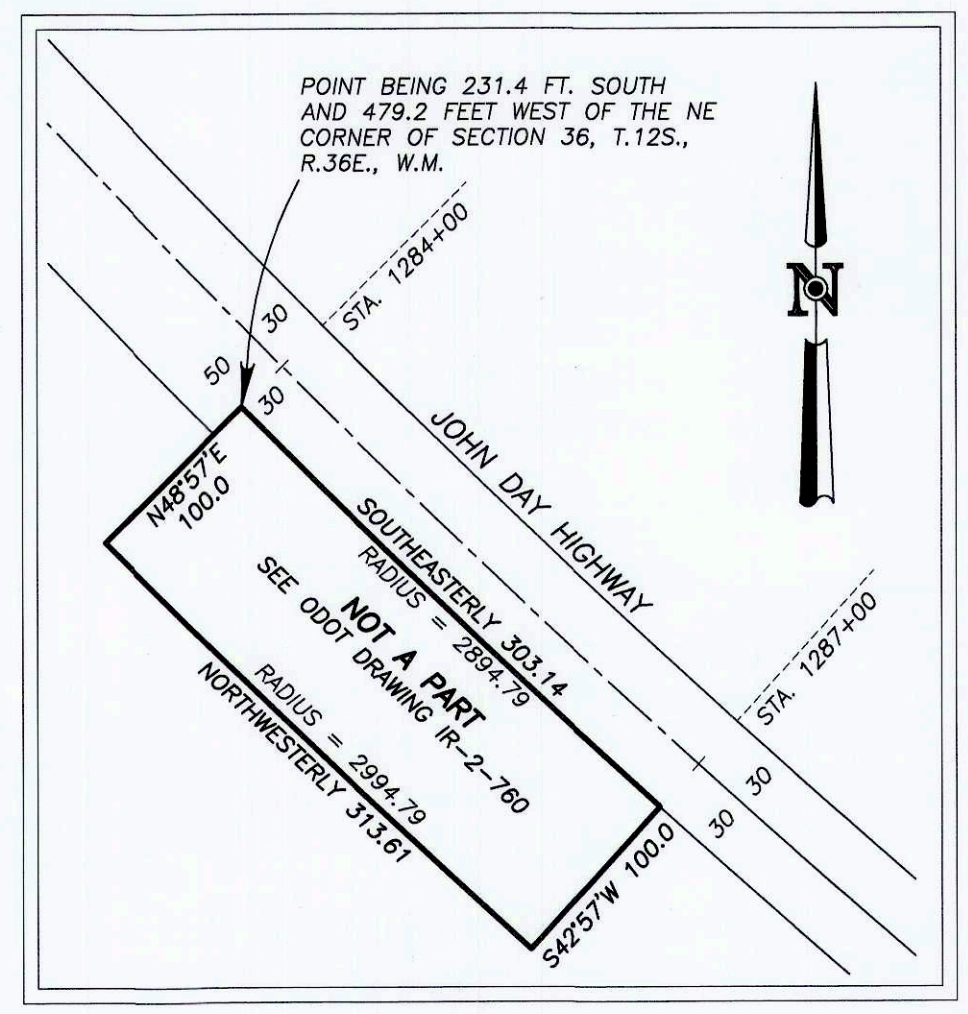 POINT BEING 231.4 FT. SOUTH
AND 479.2 FEET WEST OF THE NE
CORNER OF SECTION 36, T.12S.,
R.36E., W.M.
STA. 1284+00
N
30
50
30
JOHN DAY HIGHWAY
N48°57'E
100.0
SOUTHEASTERLY 303.14
RADIUS = 2894.79
NOT A PART
SEE ODOT DRAWING IR-2-760
RADIUS = 2994.79
NORTHWESTERLY 313.61
STA. 1287+00
30
30
S42°57'W 100.0